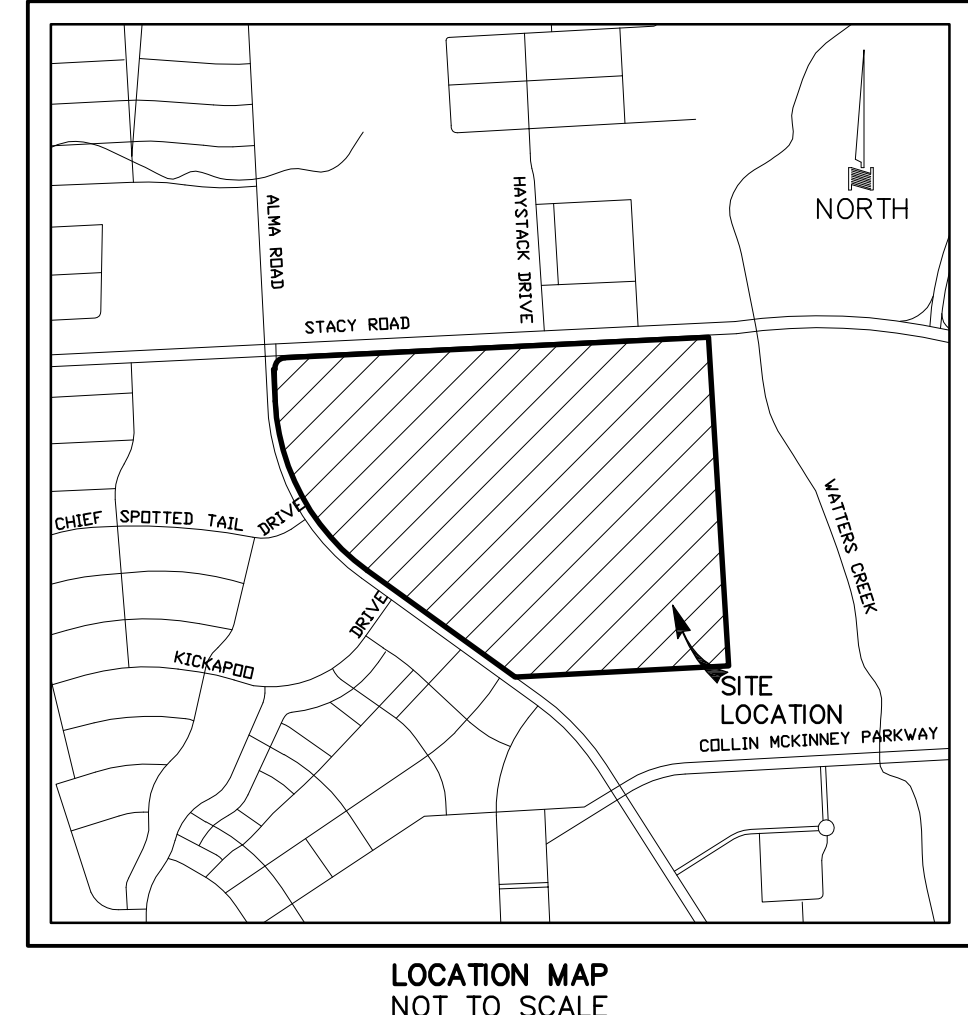 NORTH
ALMA ROAD
HAYSTACK DRIVE
STACY ROAD
CHIEF SPOTTED TAIL DRIVE
WATTERS CREEK
KICKAPOO DRIVE
SITE
LOCATION
COLLIN MCKINNEY PARKWAY
LOCATION MAP
NOT TO SCALE